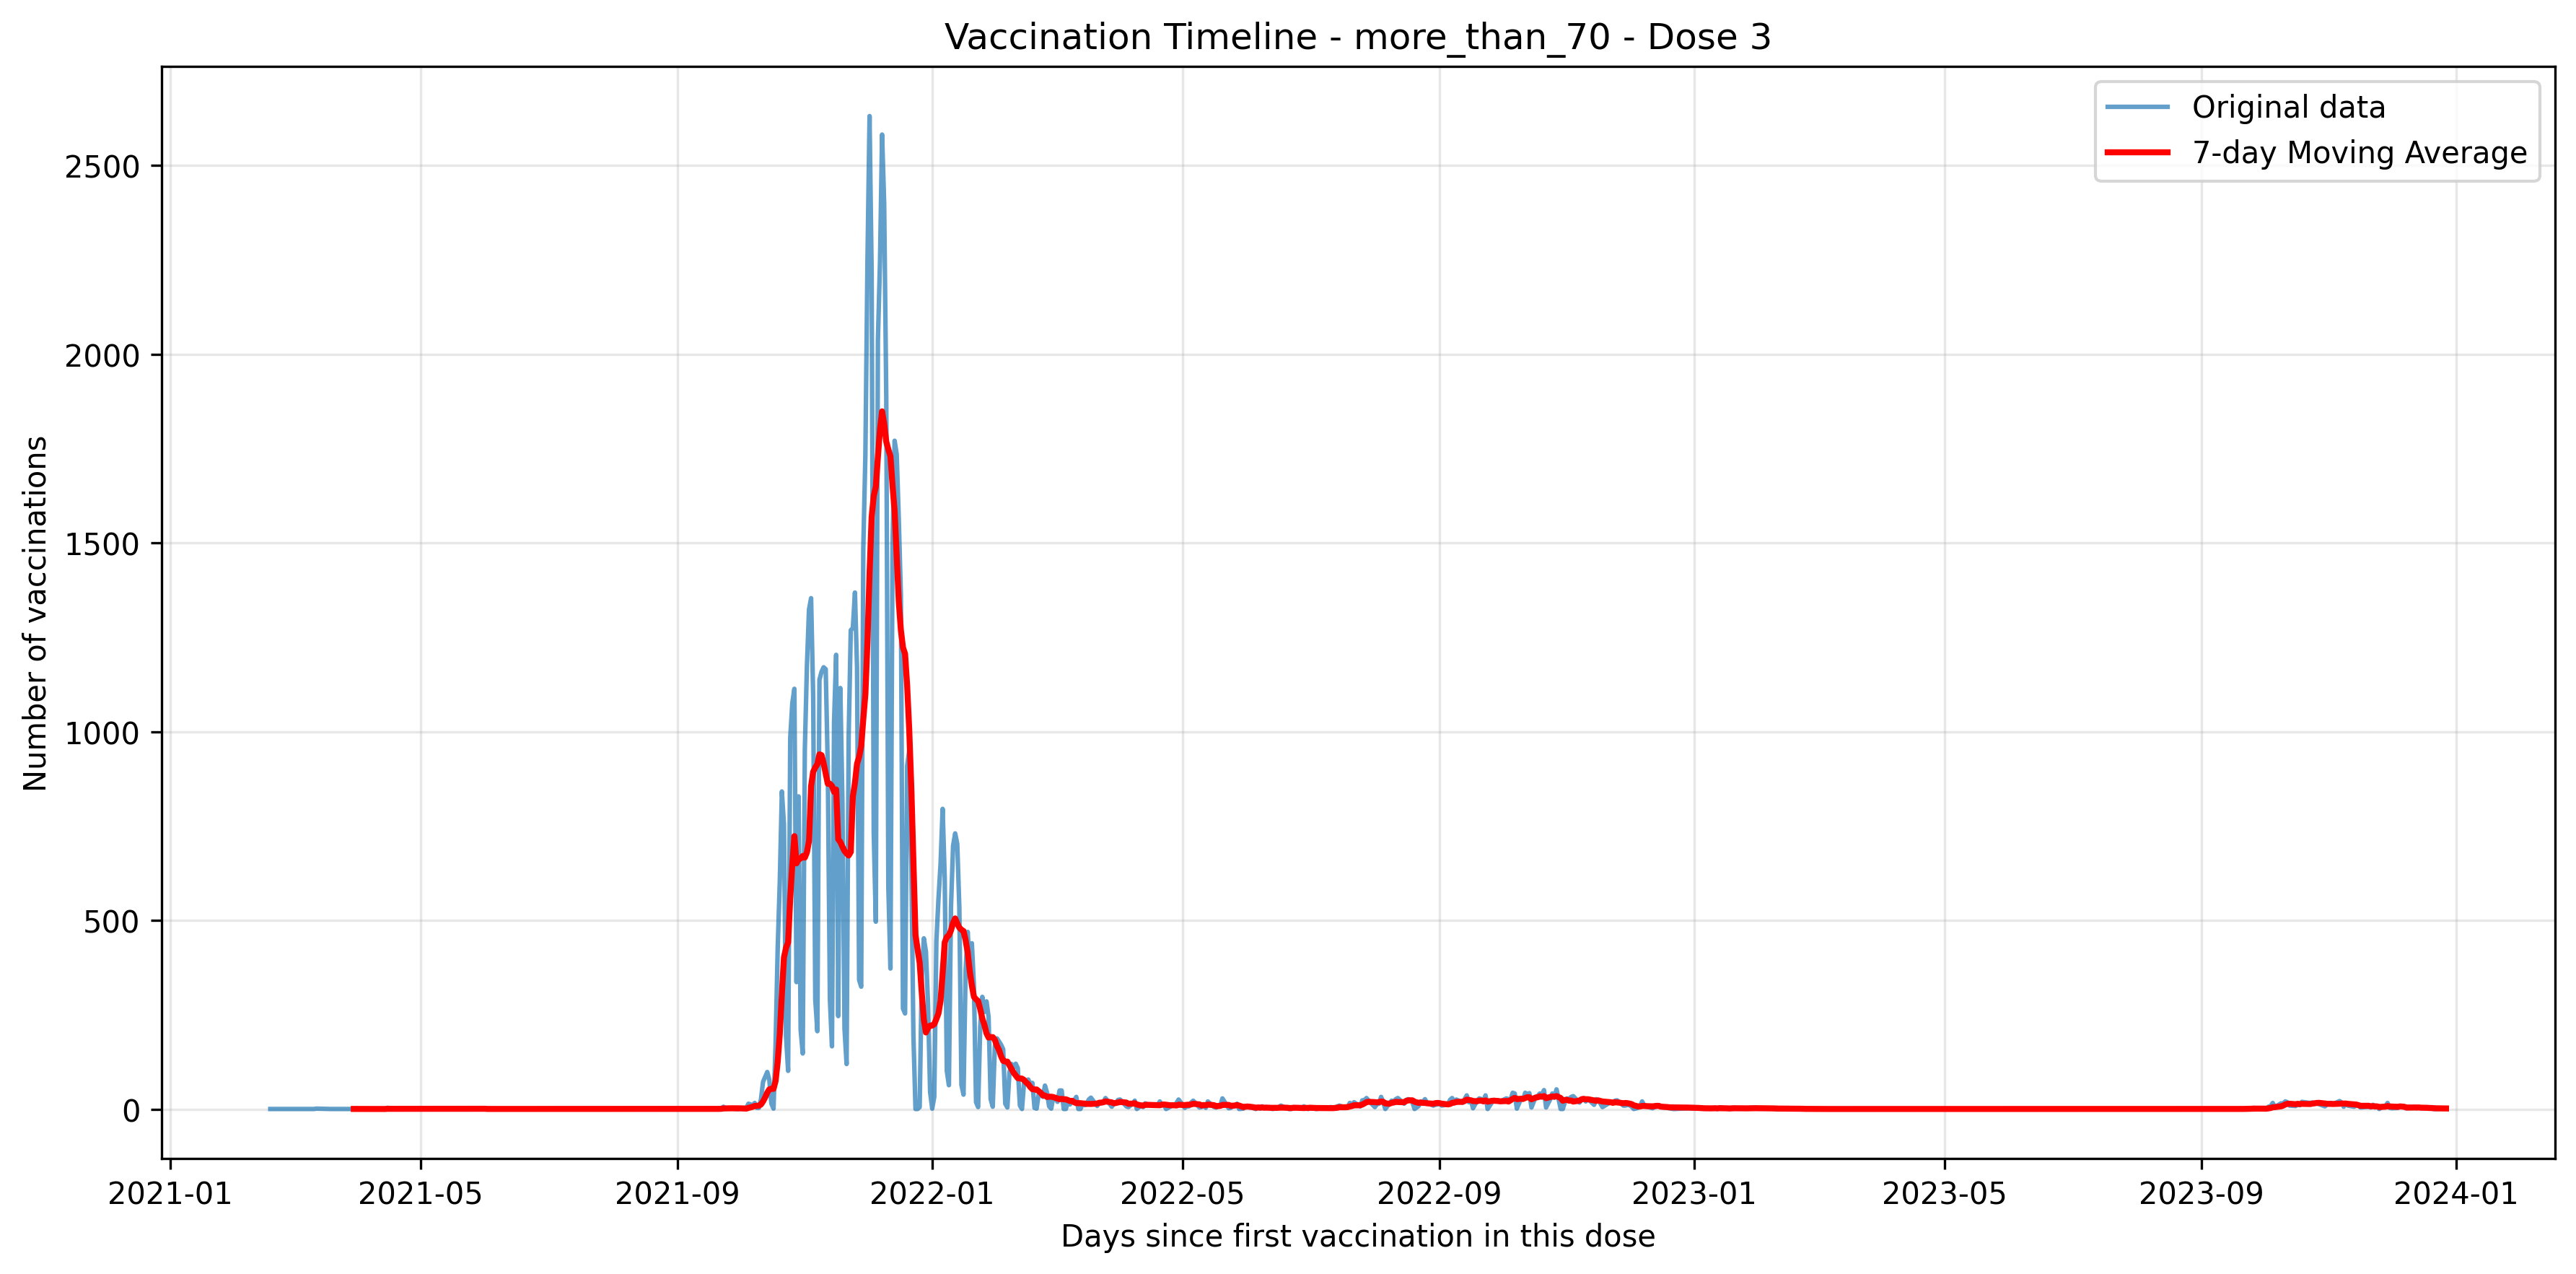 Vaccination Timeline - more_than_70 - Dose 3
Original data
7-day Moving Average
Number of vaccinations
2500
2000
1500
1000
500
0
2021-01 2021-05 2021-09 2022-01 2022-05 2022-09 2023-01 2023-05 2023-09 2024-01
Days since first vaccination in this dose